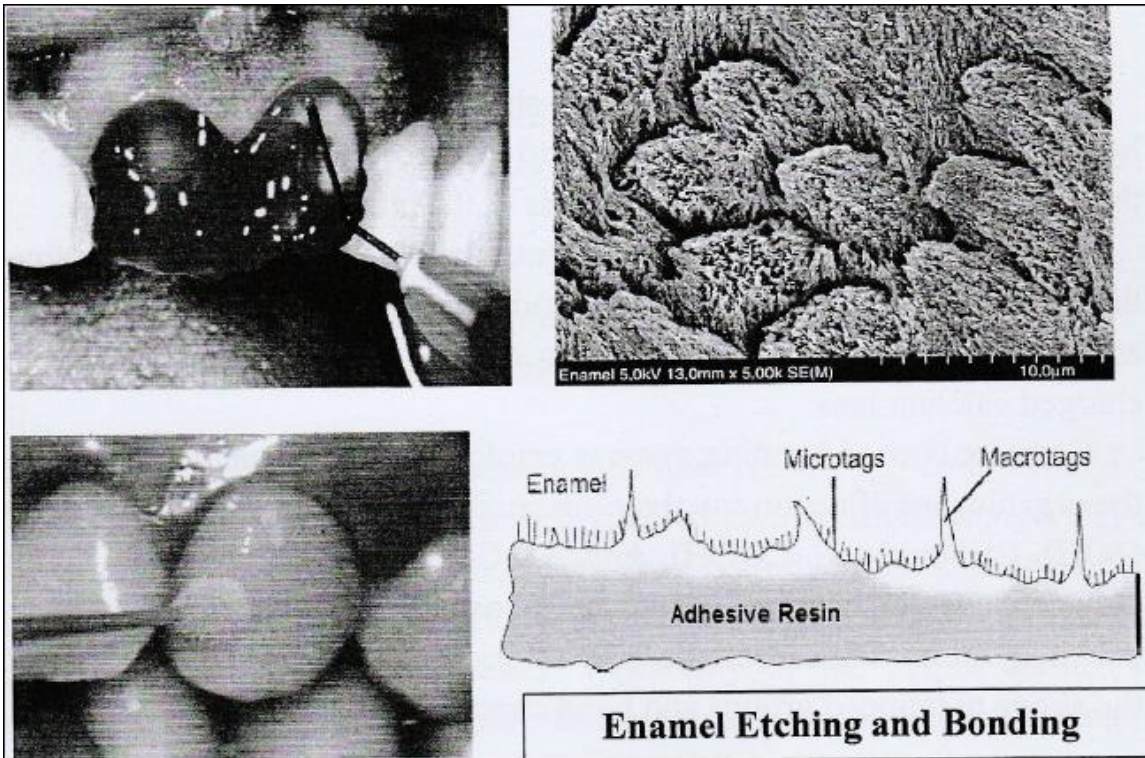 Enamel 5.0kV 13.0mm x 5.00k SE(M)
10.0µm
Enamel
Microtags
Macrotags
Adhesive Resin
Enamel Etching and Bonding